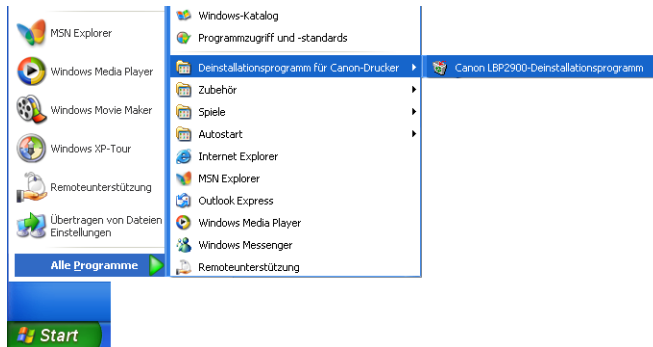 MSN Explorer
Windows Media Player
Windows Movie Maker
Windows XP-Tour
Remoteunterstützung
Übertragen von Dateien
Einstellungen
Alle Programme
Start
Windows-Katalog
Programmzugriff und -standards
Deinstallationsprogramm für Canon-Drucker
Zubehör
Spiele
Autostart
Internet Explorer
MSN Explorer
Outlook Express
Windows Media Player
Windows Messenger
Remoteunterstützung
Canon LBP2900-Deinstallationsprogramm